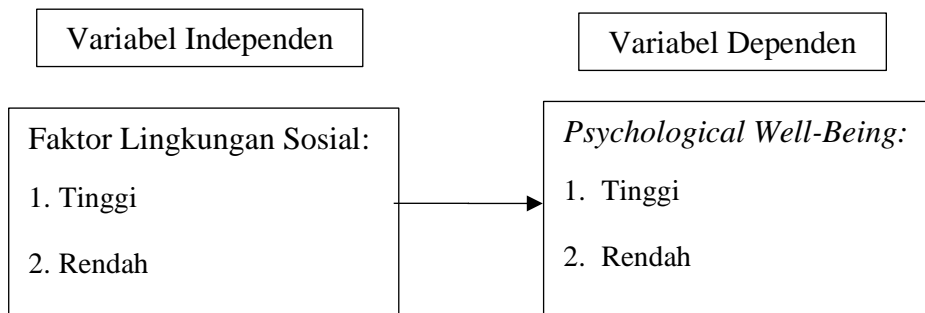 Variabel Independen
Variabel Dependen
Faktor Lingkungan Sosial:
1. Tinggi
2. Rendah
Psychological Well-Being:
1. Tinggi
2. Rendah